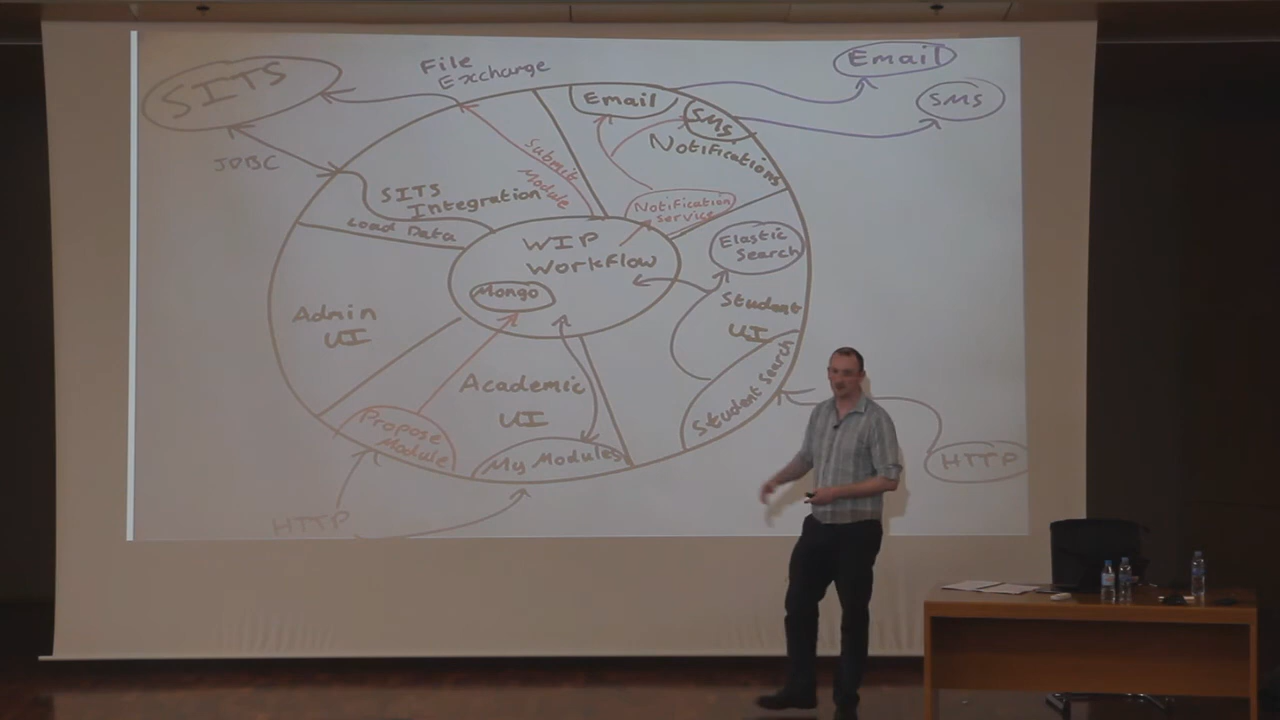 SITS
File
Exchange
Email
SMS
JDBC
Email
SMS
Notifications
Submit
Module
SITS
Integration
Load Data
Notification
Service
WIP
Workflow
Mongo
Elastic
Search
Student
UI
Student Search
Admin
UI
Academic
UI
Propose
Module
My Modules
HTTP
HTTP